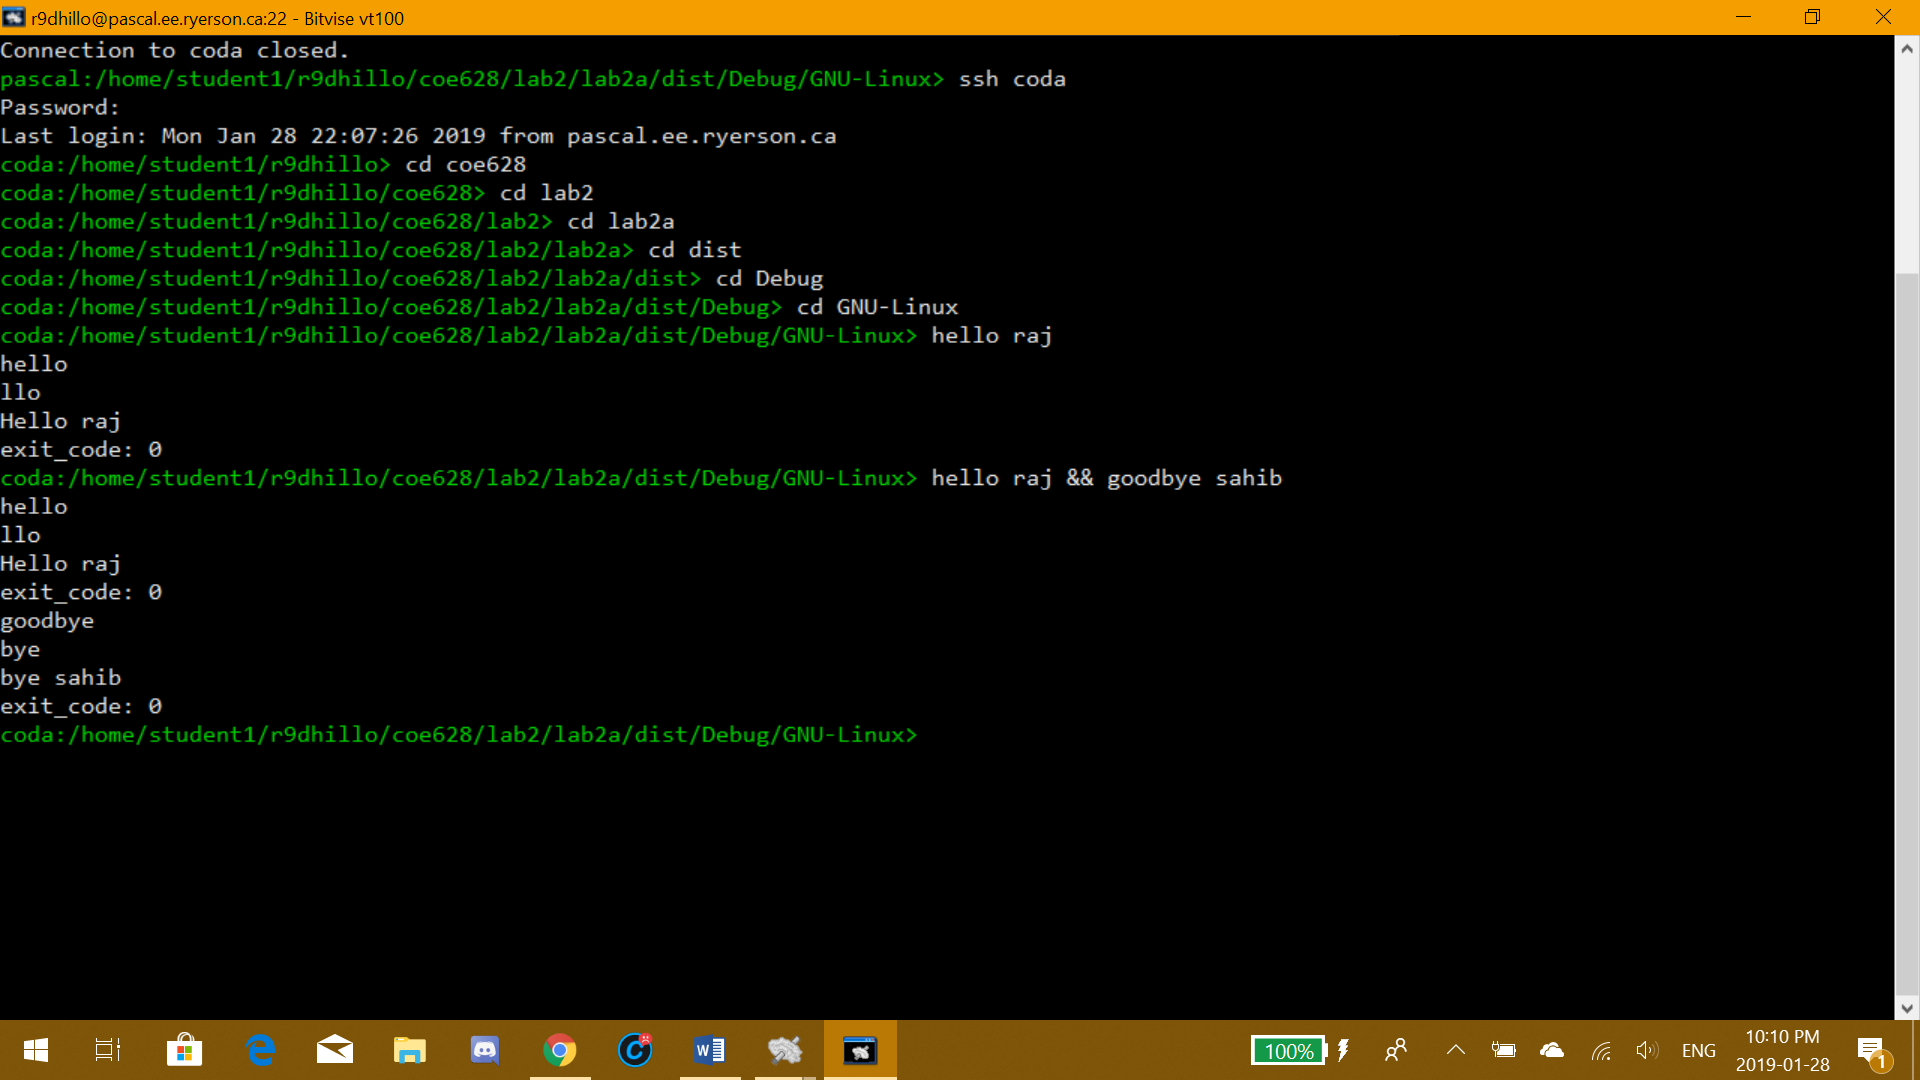 r9dhillo@pascal.ee.ryerson.ca:22 - Bitvise vt100
Connection to coda closed.
pascal:/home/student1/r9dhillo/coe628/lab2/lab2a/dist/Debug/GNU-Linux> ssh coda
Password:
Last login: Mon Jan 28 22:07:26 2019 from pascal.ee.ryerson.ca
coda:/home/student1/r9dhillo> cd coe628
coda:/home/student1/r9dhillo/coe628> cd lab2
coda:/home/student1/r9dhillo/coe628/lab2> cd lab2a
coda:/home/student1/r9dhillo/coe628/lab2/lab2a> cd dist
coda:/home/student1/r9dhillo/coe628/lab2/lab2a/dist> cd Debug
coda:/home/student1/r9dhillo/coe628/lab2/lab2a/dist/Debug> cd GNU-Linux
coda:/home/student1/r9dhillo/coe628/lab2/lab2a/dist/Debug/GNU-Linux> hello raj
hello
llo
Hello raj
exit_code: 0
coda:/home/student1/r9dhillo/coe628/lab2/lab2a/dist/Debug/GNU-Linux> hello raj && goodbye sahib
hello
llo
Hello raj
exit_code: 0
goodbye
bye
bye sahib
exit_code: 0
coda:/home/student1/r9dhillo/coe628/lab2/lab2a/dist/Debug/GNU-Linux>
100%
ENG
10:10 PM
2019-01-28
1